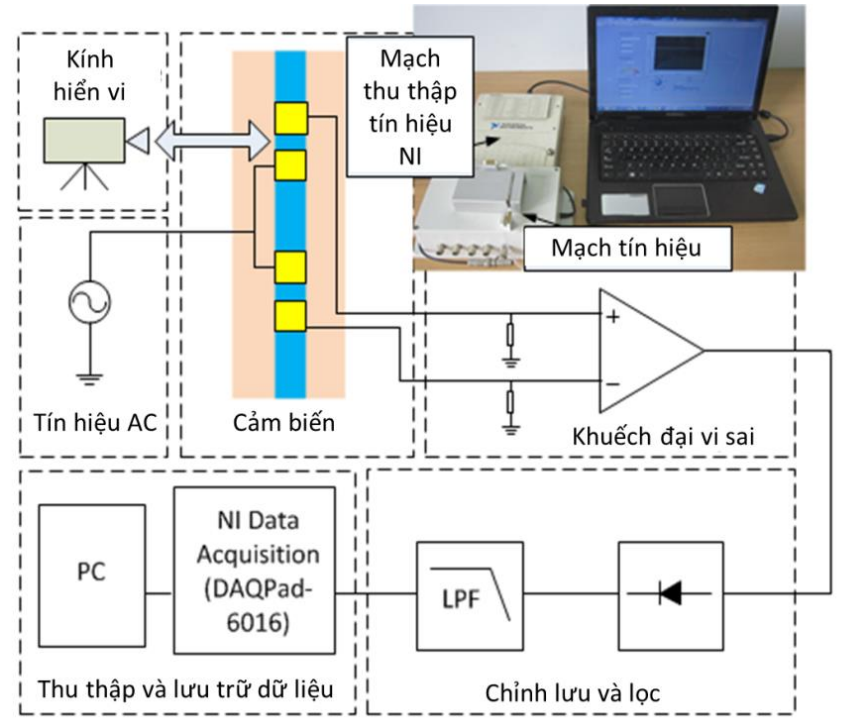 Kính
hiển vi
Mạch
thu thập
tín hiệu
NI
Mạch tín hiệu
+
−
Tín hiệu AC
Cảm biến
Khuếch đại vi sai
PC
NI Data
Acquisition
(DAQPad-
6016)
LPF
Thu thập và lưu trữ dữ liệu
Chỉnh lưu và lọc